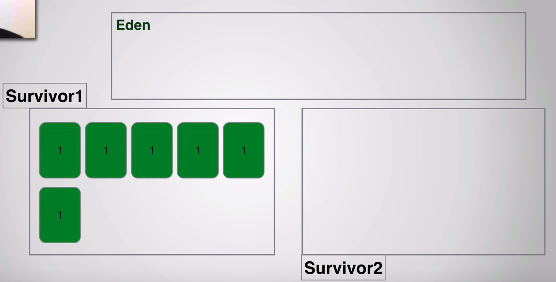 Eden
Survivor1
1 1 1 1 1
1
Survivor2